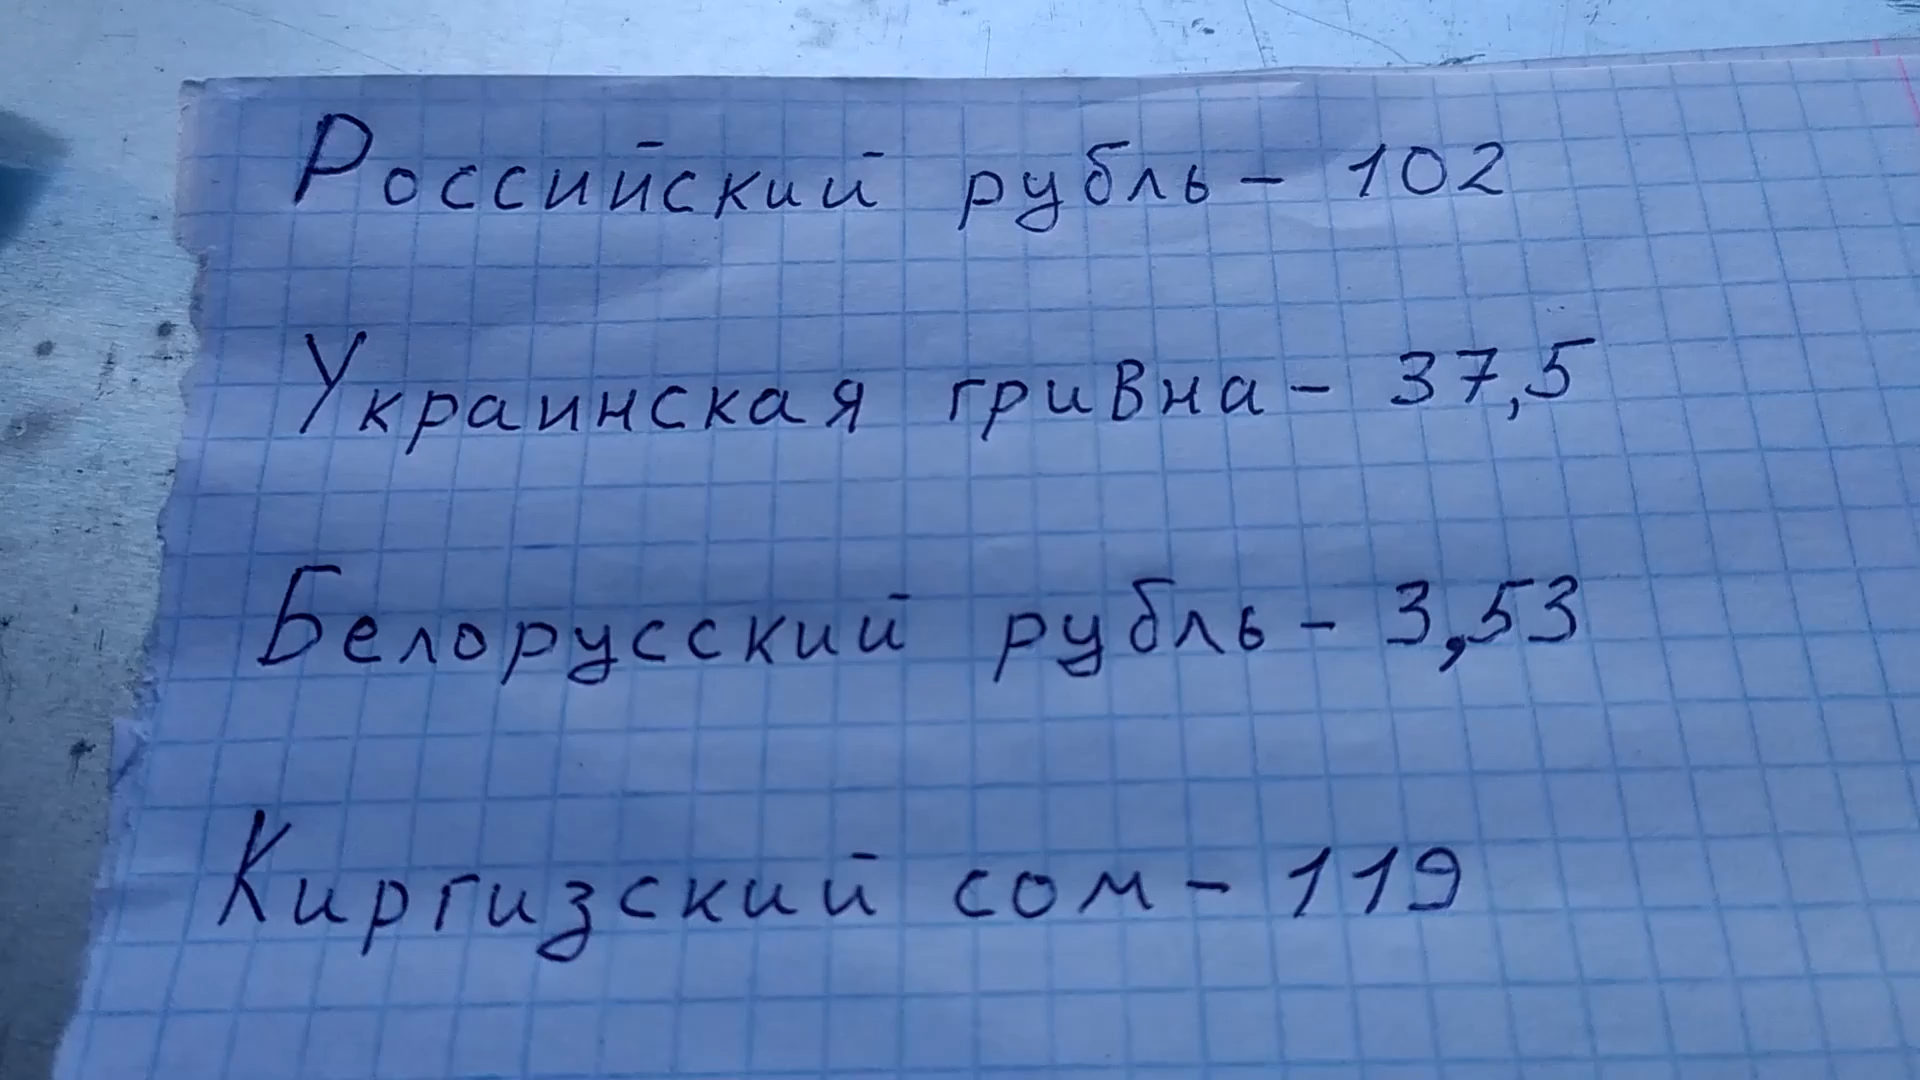 Российский рубль - 102
Украинская гривна - 37,5
Белорусский рубль - 3,53
Киргизский сом - 119